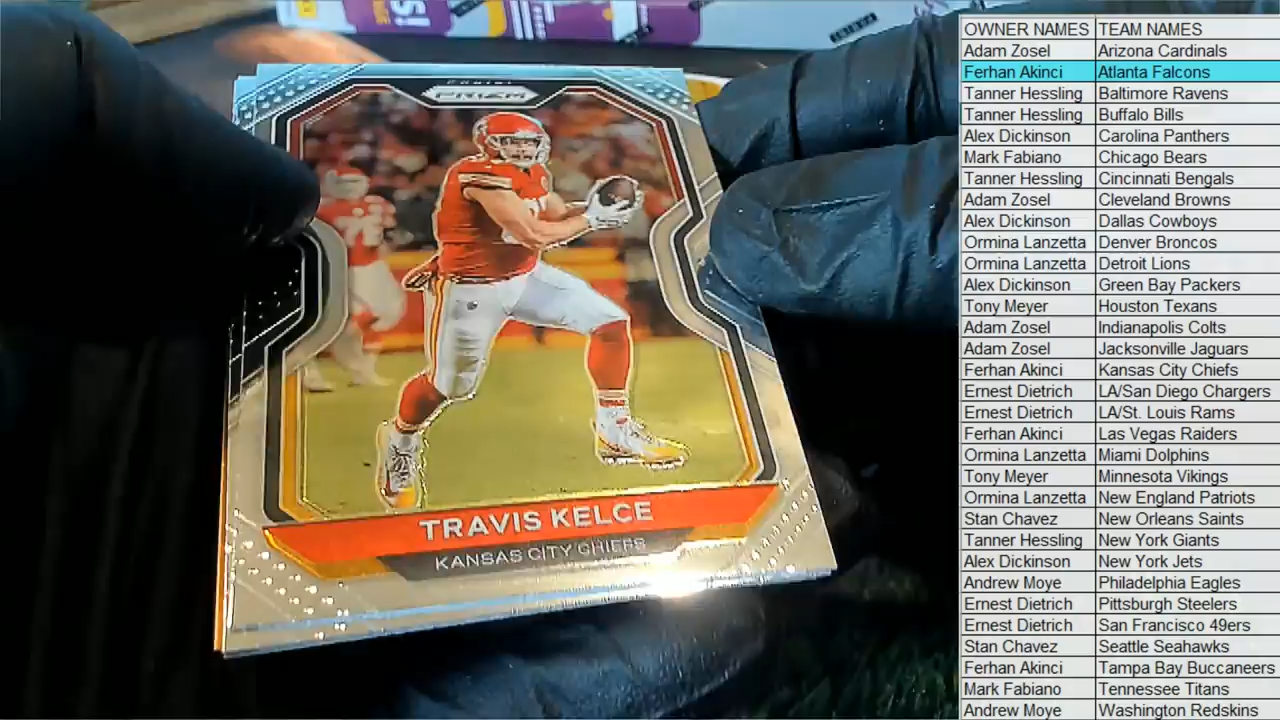 PANINI
PRIZM
TRAVIS KELCE
KANSAS CITY CHIEFS
OWNER NAMES TEAM NAMES
Adam Zosel Arizona Cardinals
Ferhan Akinci Atlanta Falcons
Tanner Hessling Baltimore Ravens
Tanner Hessling Buffalo Bills
Alex Dickinson Carolina Panthers
Mark Fabiano Chicago Bears
Tanner Hessling Cincinnati Bengals
Adam Zosel Cleveland Browns
Alex Dickinson Dallas Cowboys
Ormina Lanzetta Denver Broncos
Ormina Lanzetta Detroit Lions
Alex Dickinson Green Bay Packers
Tony Meyer Houston Texans
Adam Zosel Indianapolis Colts
Adam Zosel Jacksonville Jaguars
Ferhan Akinci Kansas City Chiefs
Ernest Dietrich LA/San Diego Chargers
Ernest Dietrich LA/St. Louis Rams
Ferhan Akinci Las Vegas Raiders
Ormina Lanzetta Miami Dolphins
Tony Meyer Minnesota Vikings
Ormina Lanzetta New England Patriots
Stan Chavez New Orleans Saints
Tanner Hessling New York Giants
Alex Dickinson New York Jets
Andrew Moye Philadelphia Eagles
Ernest Dietrich Pittsburgh Steelers
Ernest Dietrich San Francisco 49ers
Stan Chavez Seattle Seahawks
Ferhan Akinci Tampa Bay Buccaneers
Mark Fabiano Tennessee Titans
Andrew Moye Washington Redskins